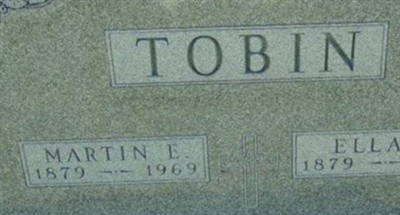 TOBIN
MARTIN E.
1879 -·- 1969
ELLA
1879 -·-